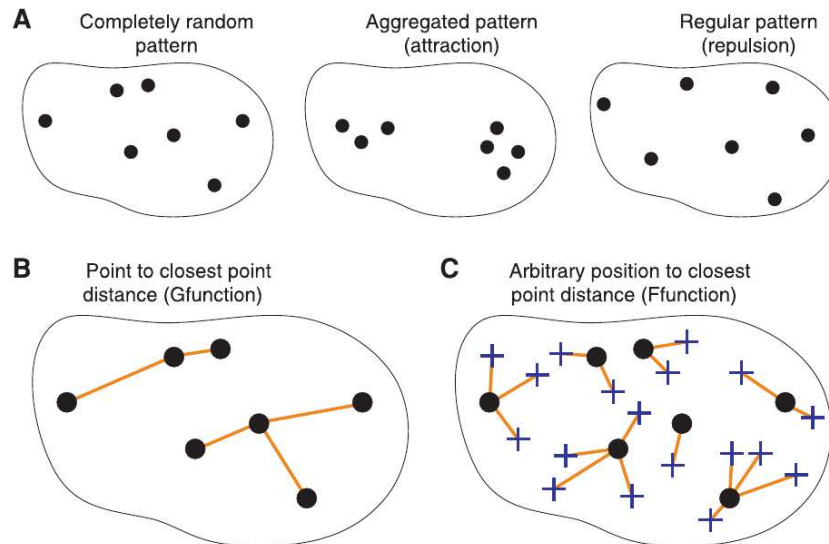 A
Completely random
pattern
Aggregated pattern
(attraction)
Regular pattern
(repulsion)
B
Point to closest point
distance (Gfunction)
C
Arbitrary position to closest
point distance (Ffunction)